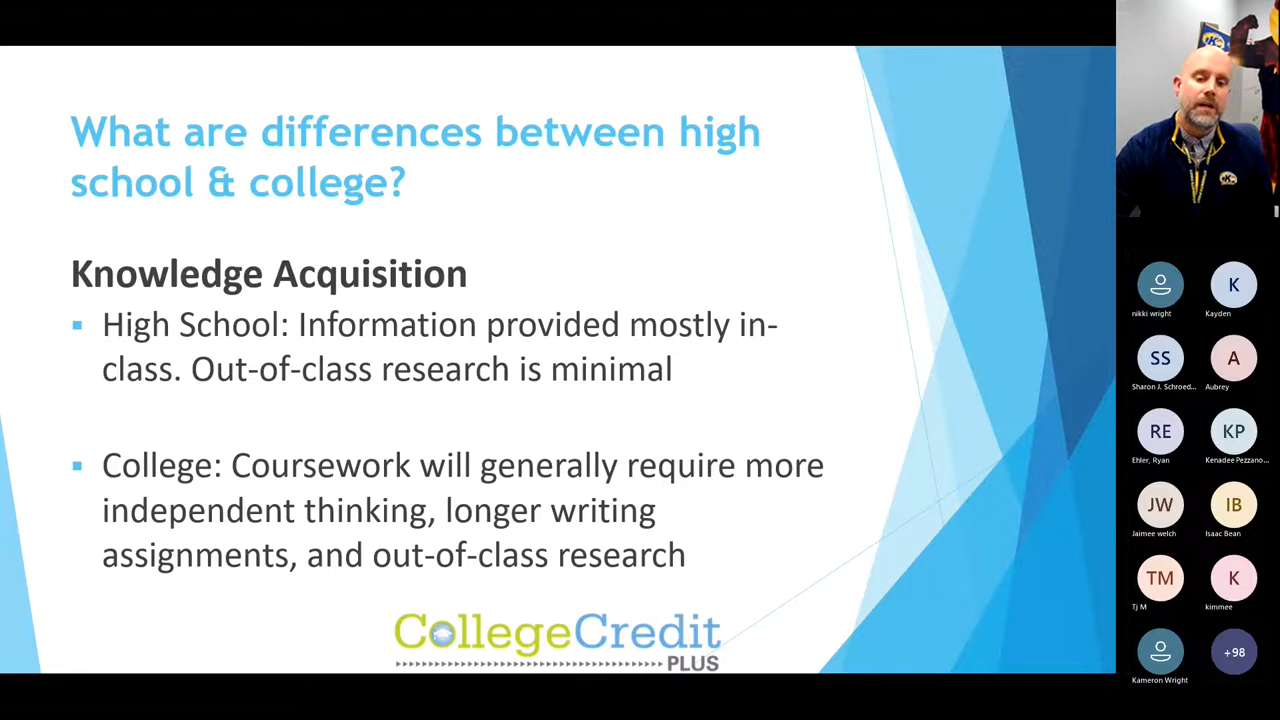 What are differences between high
school & college?
Knowledge Acquisition
High School: Information provided mostly in-
class. Out-of-class research is minimal
College: Coursework will generally require more
independent thinking, longer writing
assignments, and out-of-class research
CollegeCredit
PLUS
nikki wright
K
Kayden
SS
Sharon J. Schroed...
A
Aubrey
RE
Ehler, Ryan
KP
Kenadee Pezzano...
JW
Jaimee welch
IB
Isaac Bean
TM
Tj M
K
kimmee
Kameron Wright
+98